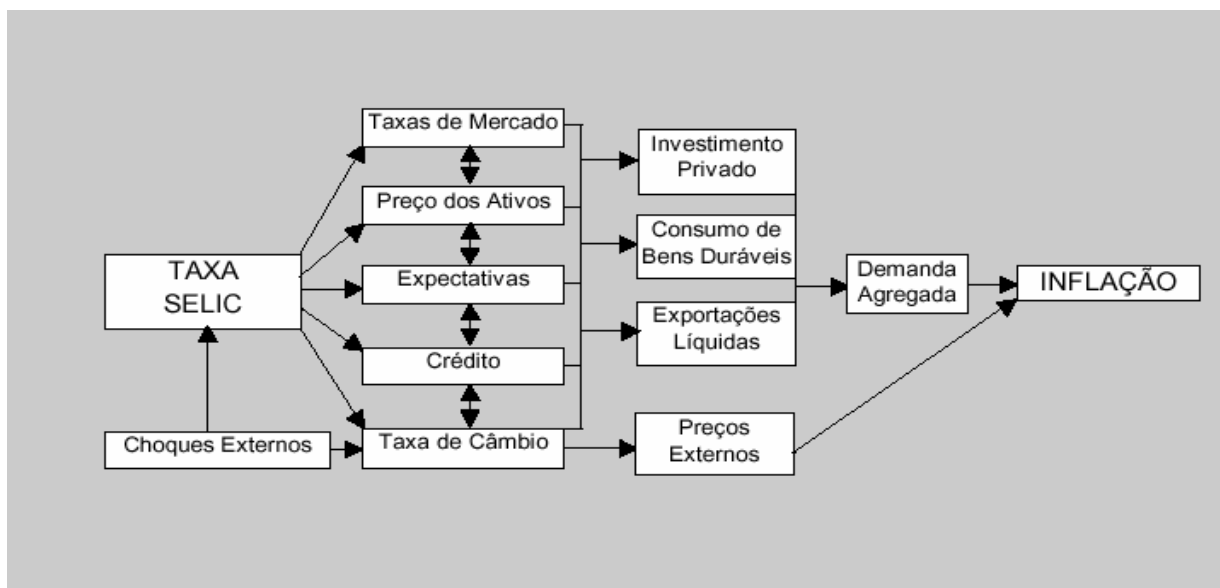 Taxas de Mercado
Preço dos Ativos
Expectativas
Crédito
Taxa de Câmbio
TAXA
SELIC
Choques Externos
Investimento
Privado
Consumo de
Bens Duráveis
Exportações
Líquidas
Preços
Externos
Demanda
Agregada
INFLAÇÃO